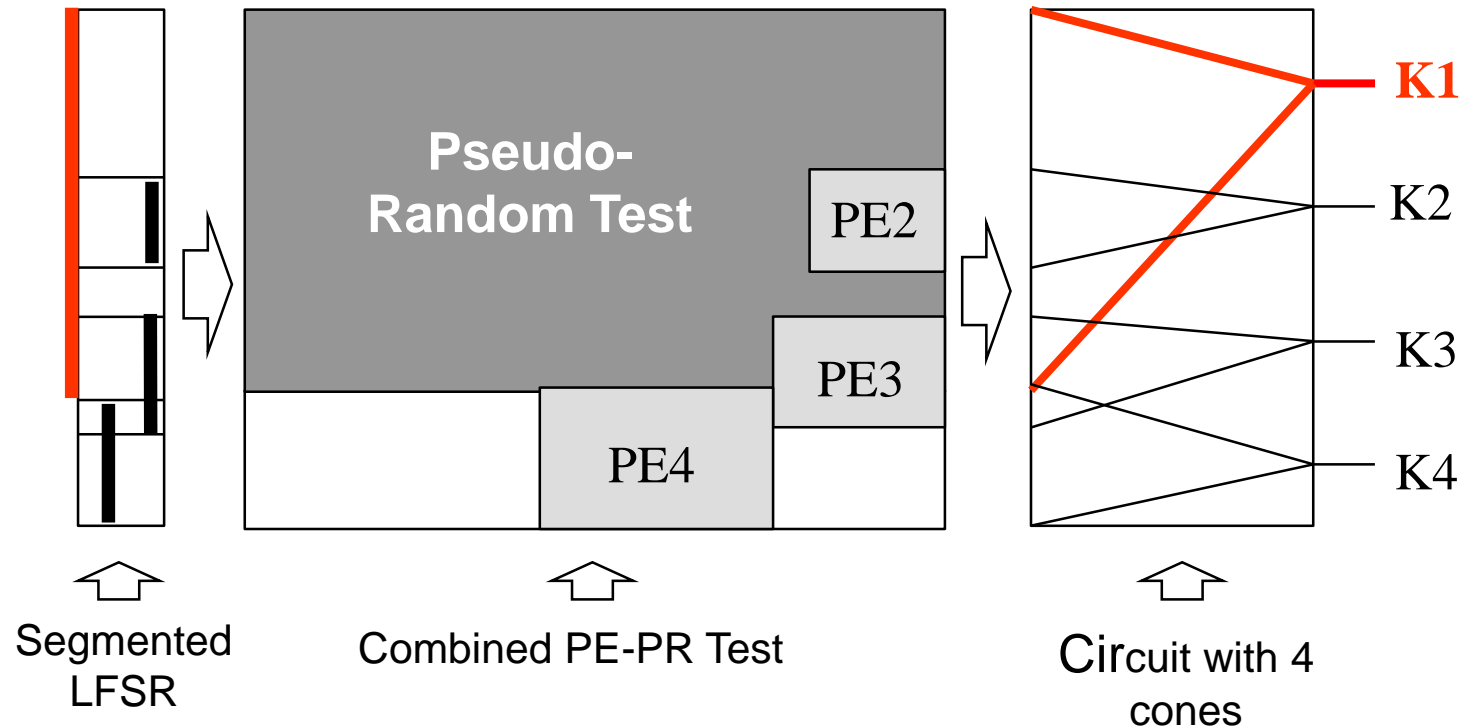 Pseudo-
Random Test
PE2
PE3
PE4
K1
K2
K3
K4
Segmented
LFSR
Combined PE-PR Test
Circuit with 4
cones